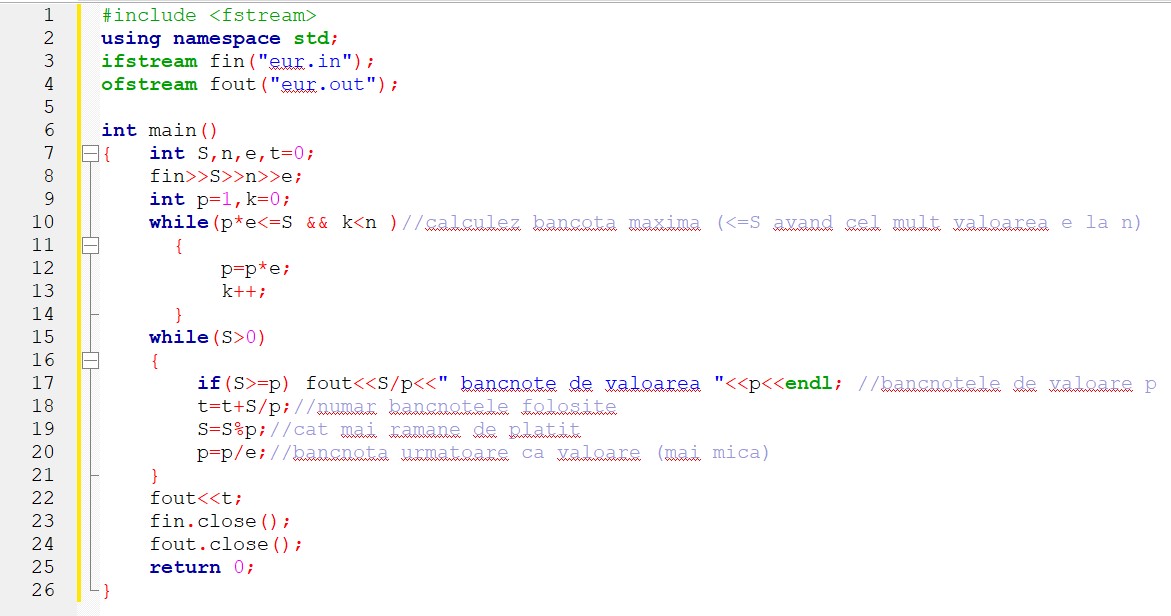 1 #include <fstream>
2 using namespace std;
3 ifstream fin("eur.in");
4 ofstream fout("eur.out");
5
6 int main()
7 {   int S,n,e,t=0;
8     fin>>S>>n>>e;
9     int p=1,k=0;
10     while(p*e<=S && k<n )//calculez bancota maxima (<=S avand cel mult valoarea e la n)
11       {
12           p=p*e;
13           k++;
14       }
15     while(S>0)
16     {
17         if(S>=p) fout<<S/p<<" bancnote de valoarea "<<p<<endl; //bancnotele de valoare p
18         t=t+S/p;//numar bancnotele folosite
19         S=S%p;//cat mai ramane de platit
20         p=p/e;//bancnota urmatoare ca valoare (mai mica)
21     }
22     fout<<t;
23     fin.close();
24     fout.close();
25     return 0;
26 }